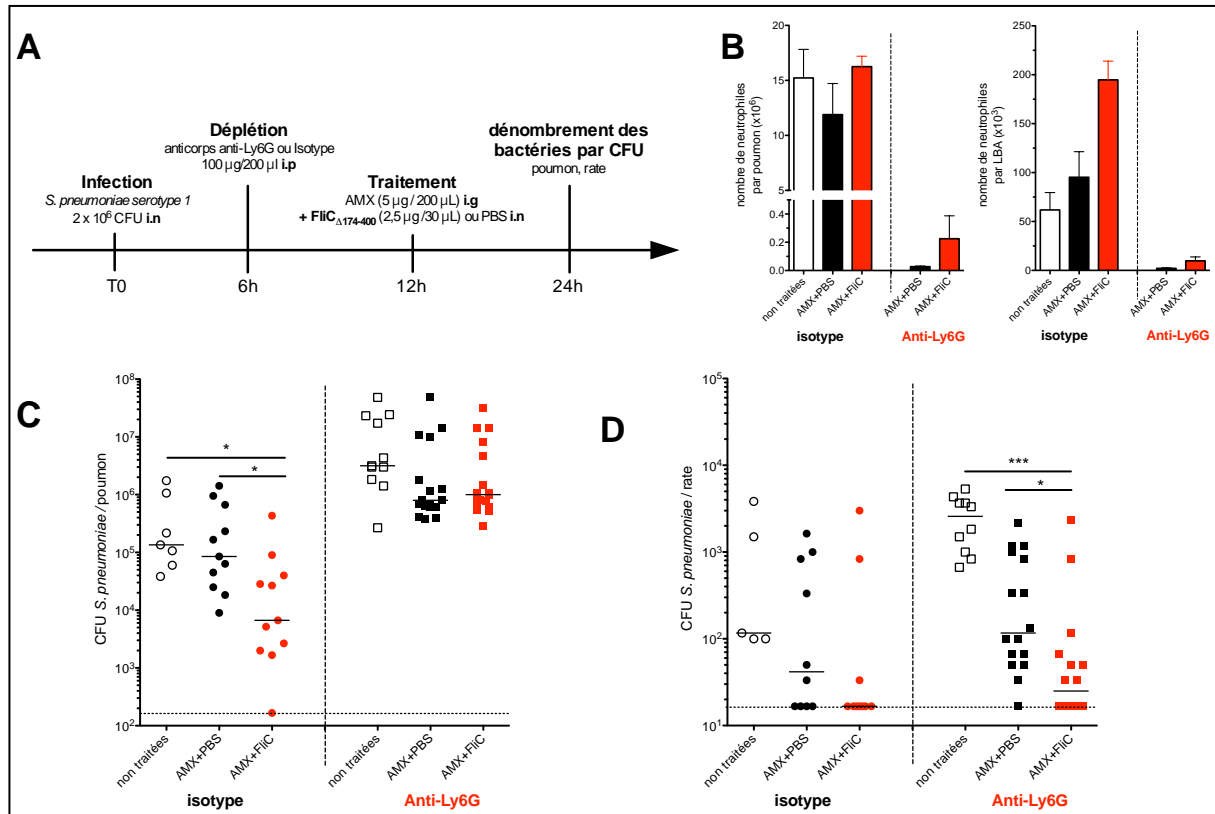 A
Infection
S. pneumoniae serotype 1
2 x 10⁶ CFU i.n
Déplétion
anticorps anti-Ly6G ou Isotype
100 µg/200 µl i.p
Traitement
AMX (5 µg / 200 µL) i.g
+ FliC∆174-400 (2,5 µg/30 µL) ou PBS i.n
dénombrement des
bactéries par CFU
poumon, rate
T0
6h
12h
24h
B
nombre de neutrophiles
par poumon (x10⁶)
20
15
10
5
0.4
0.2
0.0
non traitées
AMX+PBS
AMX+FliC
AMX+PBS
AMX+FliC
isotype
Anti-Ly6G
nombre de neutrophiles
par LBA (x10³)
250
200
150
100
50
0
non traitées
AMX+PBS
AMX+FliC
AMX+PBS
AMX+FliC
isotype
Anti-Ly6G
C
CFU S. pneumoniae /poumon
10⁸
10⁷
10⁶
10⁵
10⁴
10³
10²
*
*
non traitées
AMX+PBS
AMX+FliC
non traitées
AMX+PBS
AMX+FliC
isotype
Anti-Ly6G
D
CFU S. pneumoniae / rate
10⁵
10⁴
10³
10²
10¹
***
*
non traitées
AMX+PBS
AMX+FliC
non traitées
AMX+PBS
AMX+FliC
isotype
Anti-Ly6G